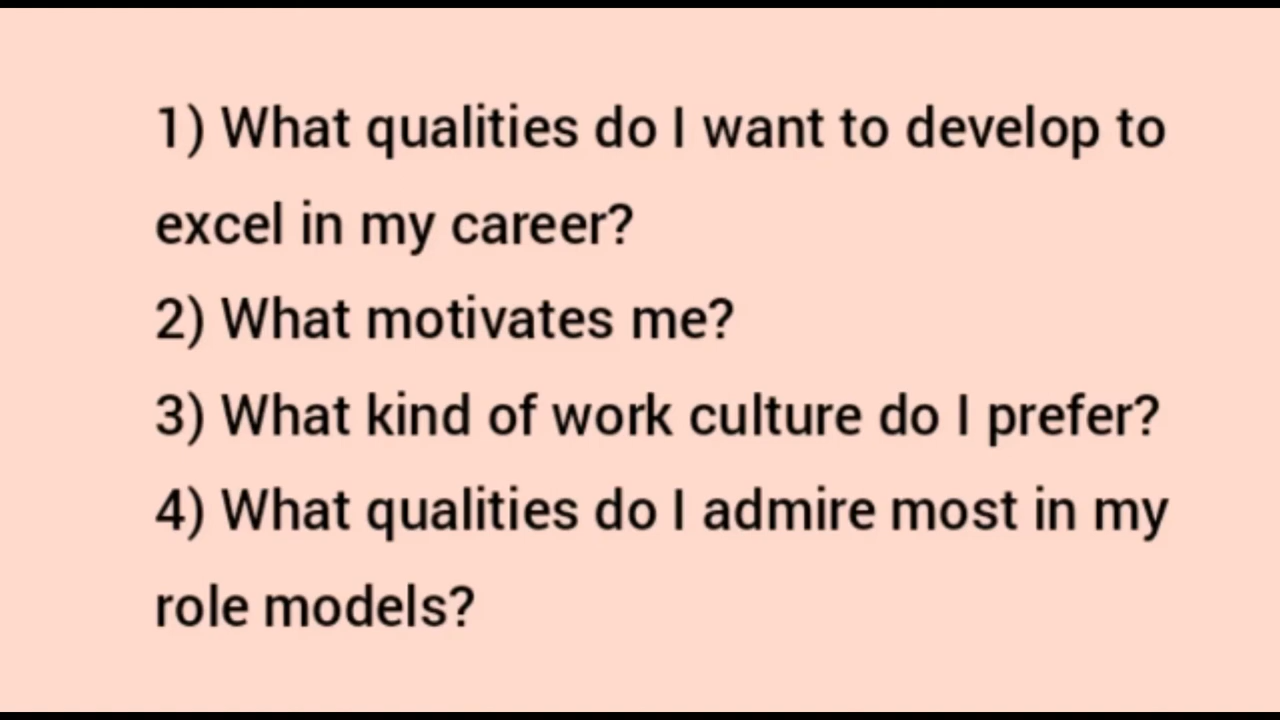 1) What qualities do I want to develop to
excel in my career?
2) What motivates me?
3) What kind of work culture do I prefer?
4) What qualities do I admire most in my
role models?